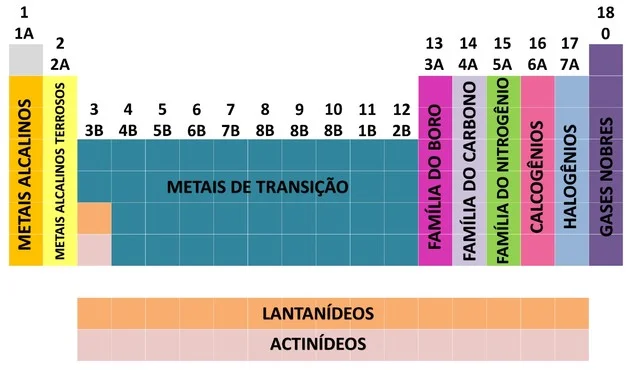 1
1A
18
0
2
2A
13
3A
14
4A
15
5A
16
6A
17
7A
3
3B
4
4B
5
5B
6
6B
7
7B
8
8B
9
8B
10
8B
11
1B
12
2B
METAIS ALCALINOS
METAIS ALCALINOS TERROSOS
METAIS DE TRANSIÇÃO
FAMÍLIA DO BORO
FAMÍLIA DO CARBONO
FAMÍLIA DO NITROGÊNIO
CALCOGÊNIOS
HALOGÊNIOS
GASES NOBRES
LANTANÍDEOS
ACTINÍDEOS